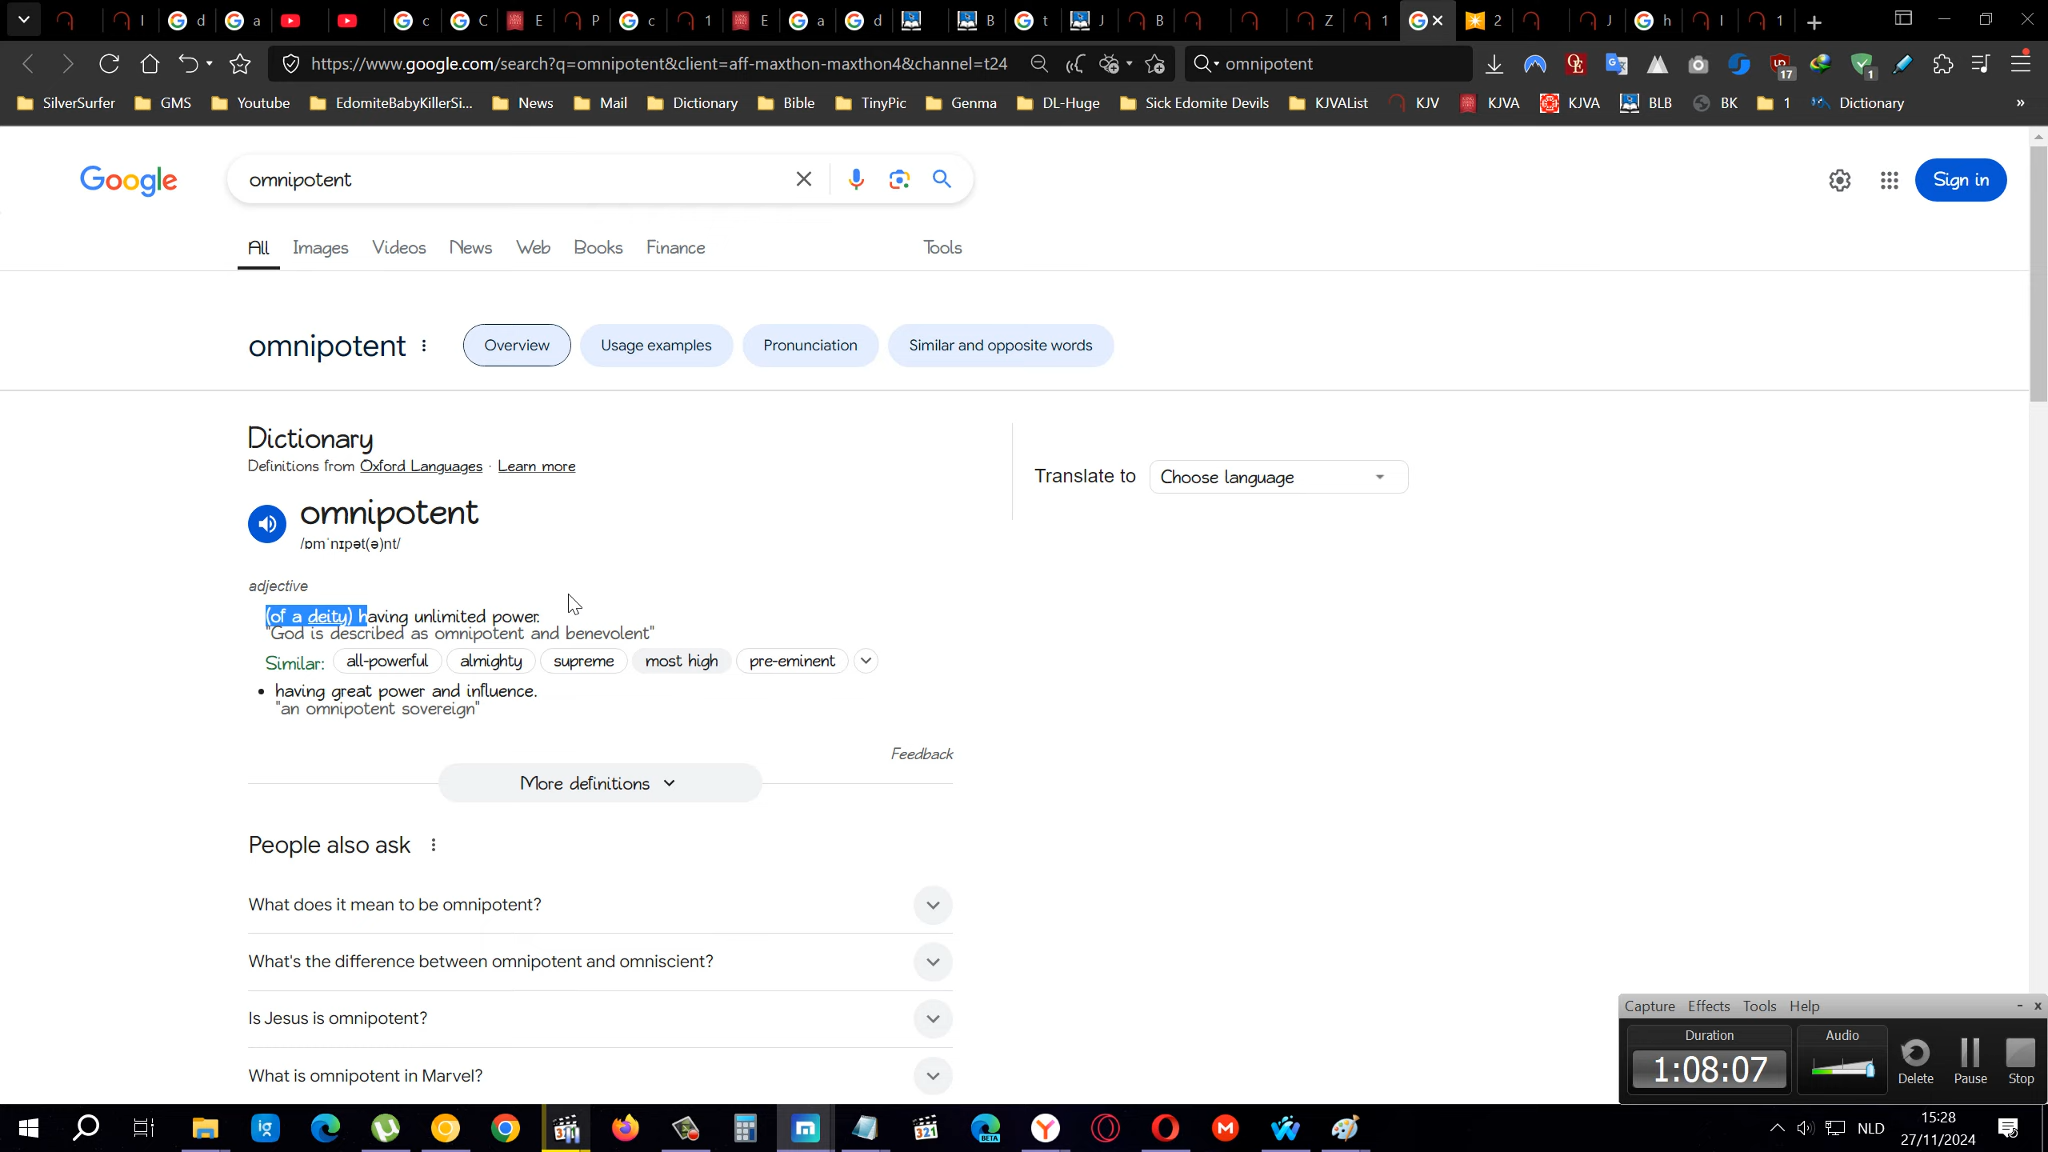 I
d
a
c
C
E
P
c
1
E
a
d
B
t
J
B
Z
1
2
J
h
I
1
https://www.google.com/search?q=omnipotent&client=aff-maxthon-maxthon4&channel=t24
omnipotent
17
1
SilverSurfer
GMS
Youtube
EdomiteBabyKillerSi...
News
Mail
Dictionary
Bible
TinyPic
Genma
DL-Huge
Sick Edomite Devils
KJVAList
KJV
KJVA
KJVA
BLB
BK
1
Dictionary
»
Google
omnipotent
Sign in
All
Images
Videos
News
Web
Books
Finance
Tools
omnipotent
Overview
Usage examples
Pronunciation
Similar and opposite words
Dictionary
Definitions from Oxford Languages · Learn more
Translate to
Choose language
omnipotent
/ɒmˈnɪpət(ə)nt/
adjective
(of a deity) having unlimited power.
"God is described as omnipotent and benevolent"
Similar:
all-powerful
almighty
supreme
most high
pre-eminent
• having great power and influence.
"an omnipotent sovereign"
Feedback
More definitions
People also ask
What does it mean to be omnipotent?
What's the difference between omnipotent and omniscient?
Is Jesus is omnipotent?
What is omnipotent in Marvel?
Capture
Effects
Tools
Help
Duration
Audio
1:08:07
Delete
Pause
Stop
NLD
15:28
27/11/2024